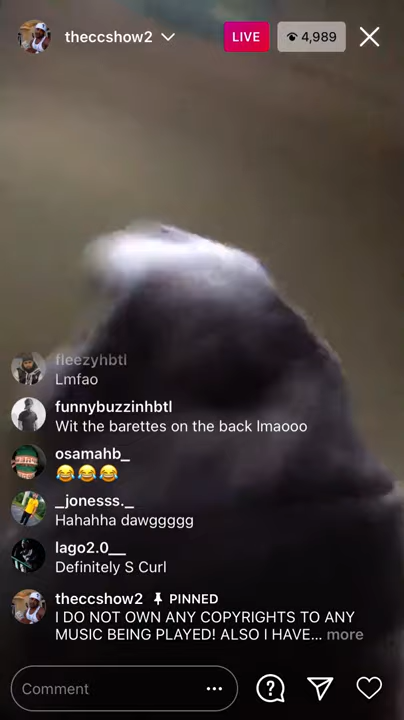 theccshow2
LIVE
4,989
fleezyhbtl
Lmfao
funnybuzzinhbtl
Wit the barettes on the back lmaooo
osamahb_
😂😂😂
_jonesss._
Hahahha dawggggg
lago2.0__
Definitely S Curl
theccshow2 PINNED
I DO NOT OWN ANY COPYRIGHTS TO ANY
MUSIC BEING PLAYED! ALSO I HAVE... more
Comment